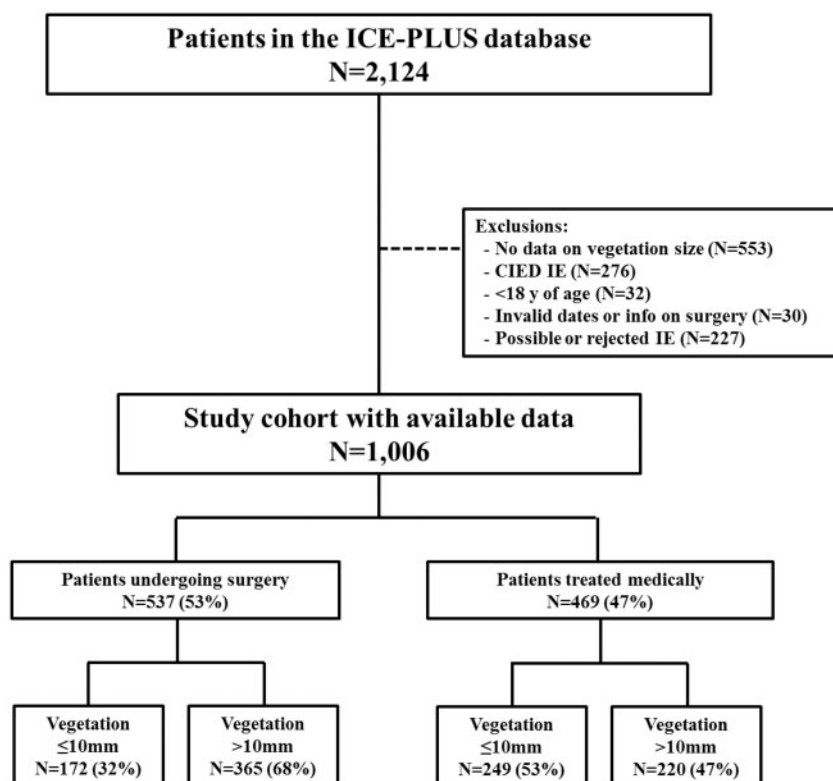 Patients in the ICE-PLUS database
N=2,124
Exclusions:
- No data on vegetation size (N=553)
- CIED IE (N=276)
- <18 y of age (N=32)
- Invalid dates or info on surgery (N=30)
- Possible or rejected IE (N=227)
Study cohort with available data
N=1,006
Patients undergoing surgery
N=537 (53%)
Patients treated medically
N=469 (47%)
Vegetation
≤10mm
N=172 (32%)
Vegetation
>10mm
N=365 (68%)
Vegetation
≤10mm
N=249 (53%)
Vegetation
>10mm
N=220 (47%)